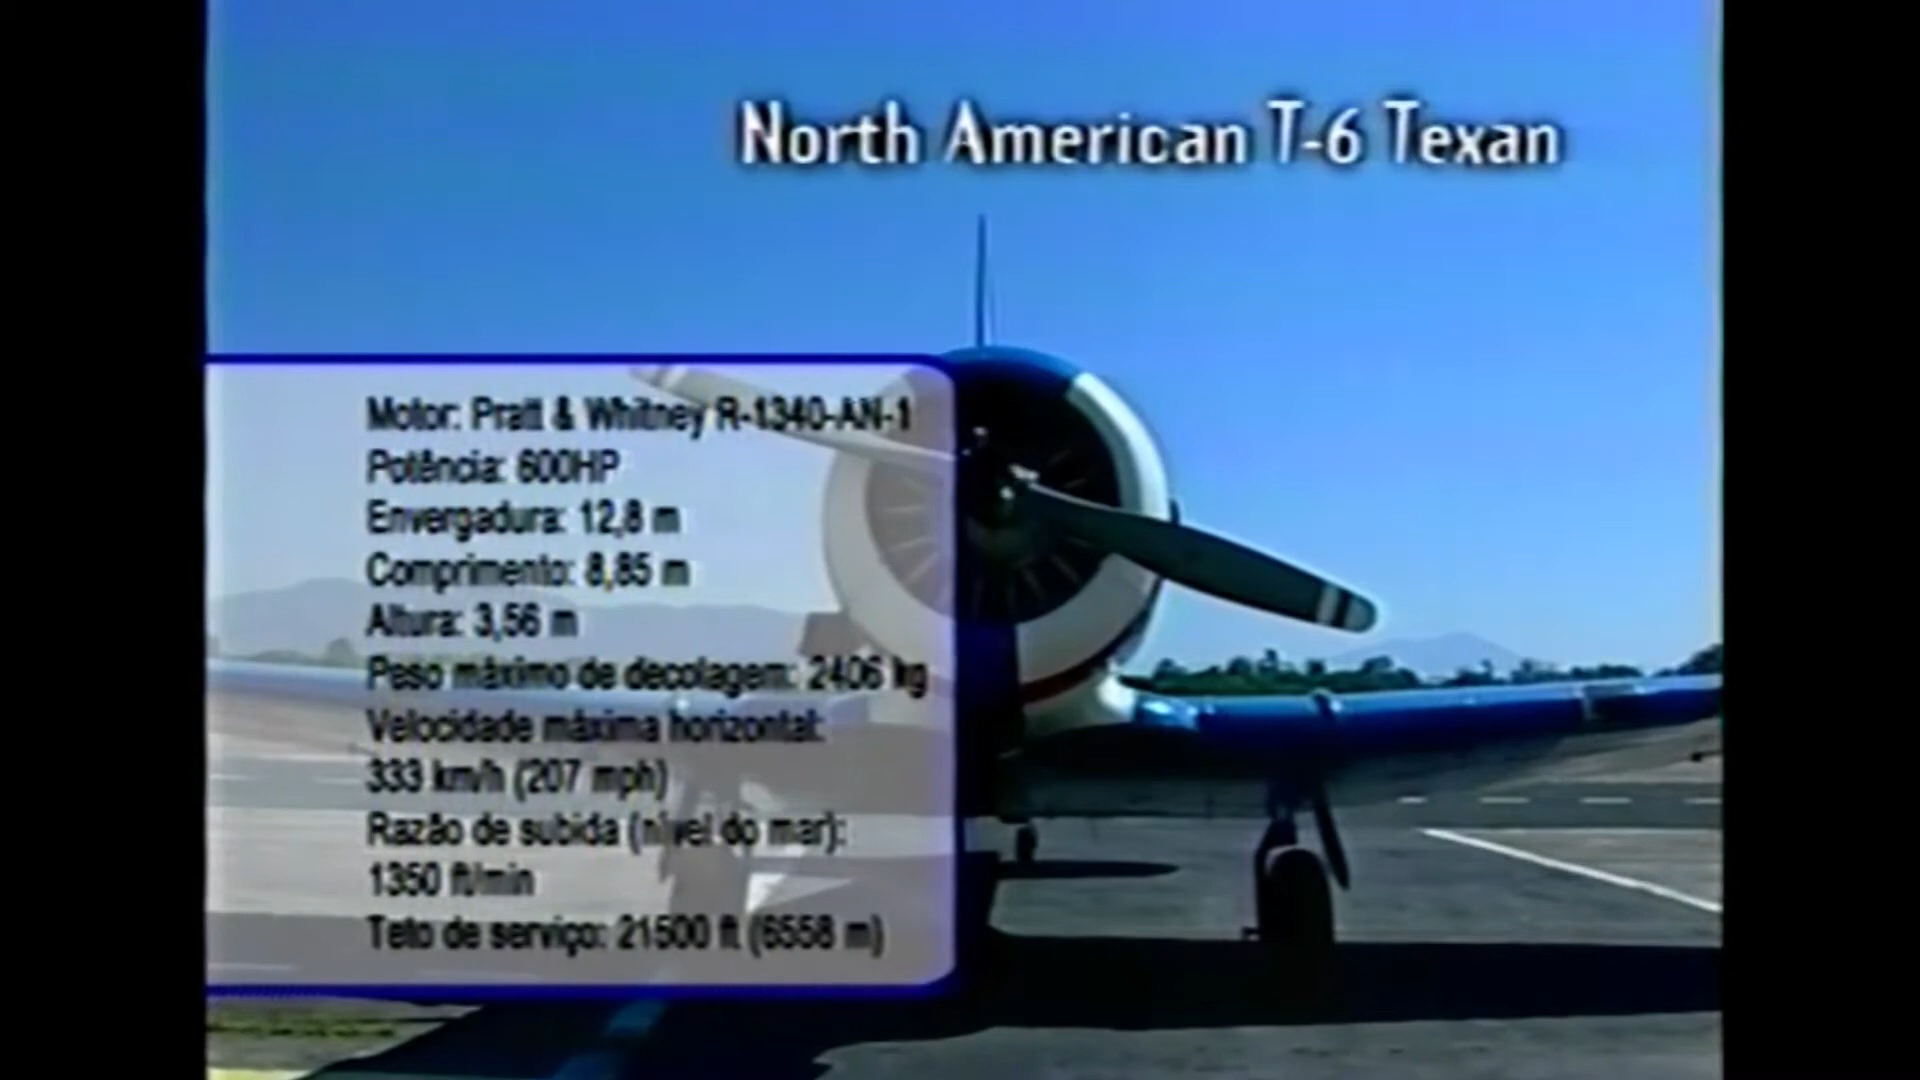 North American T-6 Texan
Motor: Pratt & Whitney R-1340-AN-1
Potência: 600HP
Envergadura: 12,8 m
Comprimento: 8,85 m
Altura: 3,56 m
Peso máximo de decolagem: 2406 kg
Velocidade máxima horizontal:
333 km/h (207 mph)
Razão de subida (nível do mar):
1350 ft/min
Teto de serviço: 21500 ft (6558 m)